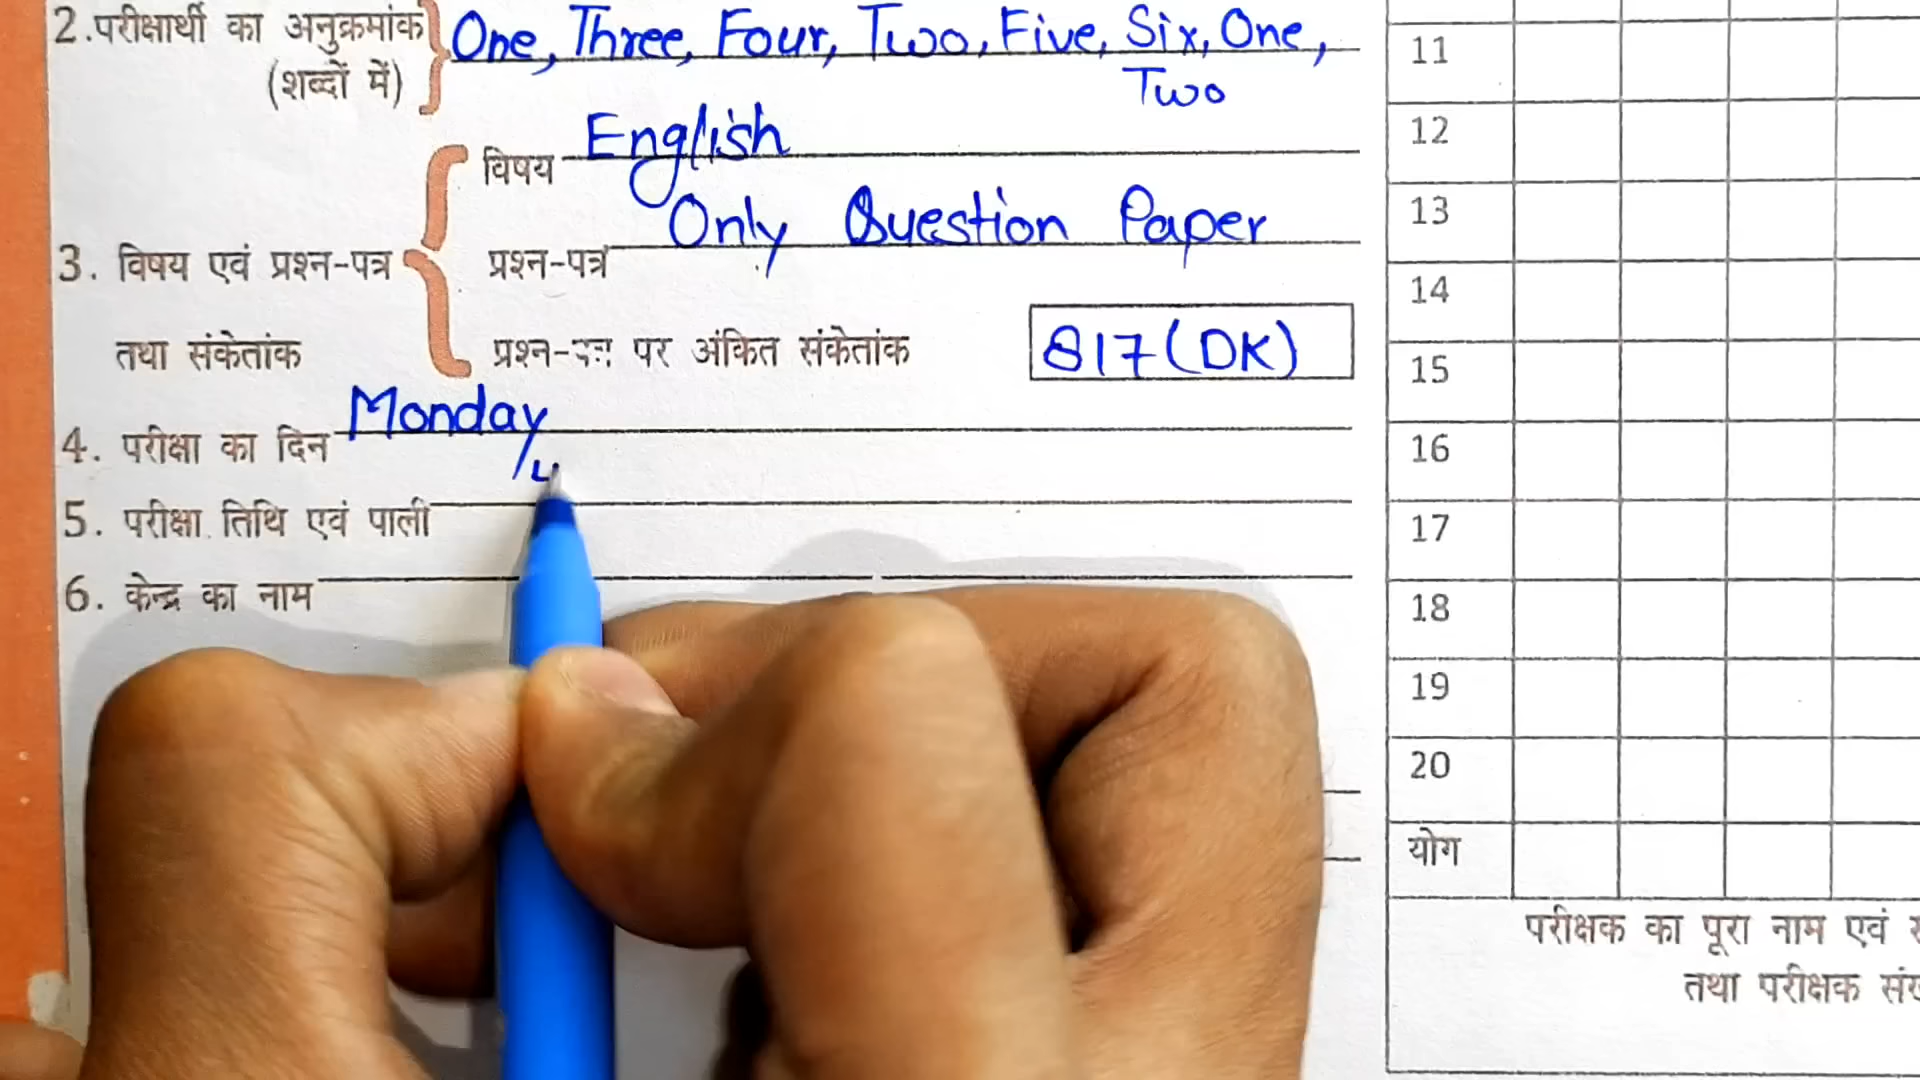 2.परीक्षार्थी का अनुक्रमांक One, Three, Four, Two, Five, Six, One,
(शब्दों में) Two
विषय English
3. विषय एवं प्रश्न-पत्र प्रश्न-पत्र Only Question Paper
तथा संकेतांक प्रश्न-पत्र पर अंकित संकेतांक 817(DK)
4. परीक्षा का दिन Monday
5. परीक्षा तिथि एवं पाली
6. केन्द्र का नाम
11
12
13
14
15
16
17
18
19
20
योग
परीक्षक का पूरा नाम एवं
तथा परीक्षक